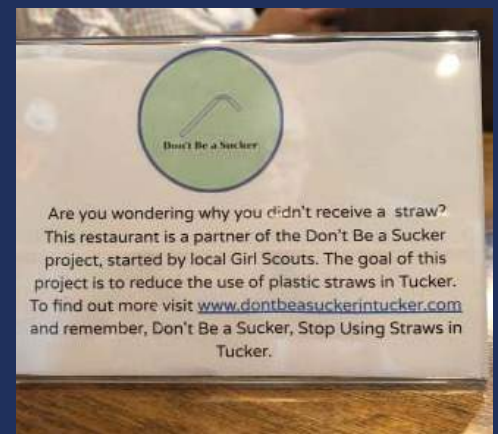 Don't Be a Sucker
Are you wondering why you didn't receive a straw?
This restaurant is a partner of the Don't Be a Sucker
project, started by local Girl Scouts. The goal of this
project is to reduce the use of plastic straws in Tucker.
To find out more visit www.dontbeasuckerintucker.com
and remember, Don't Be a Sucker, Stop Using Straws in
Tucker.